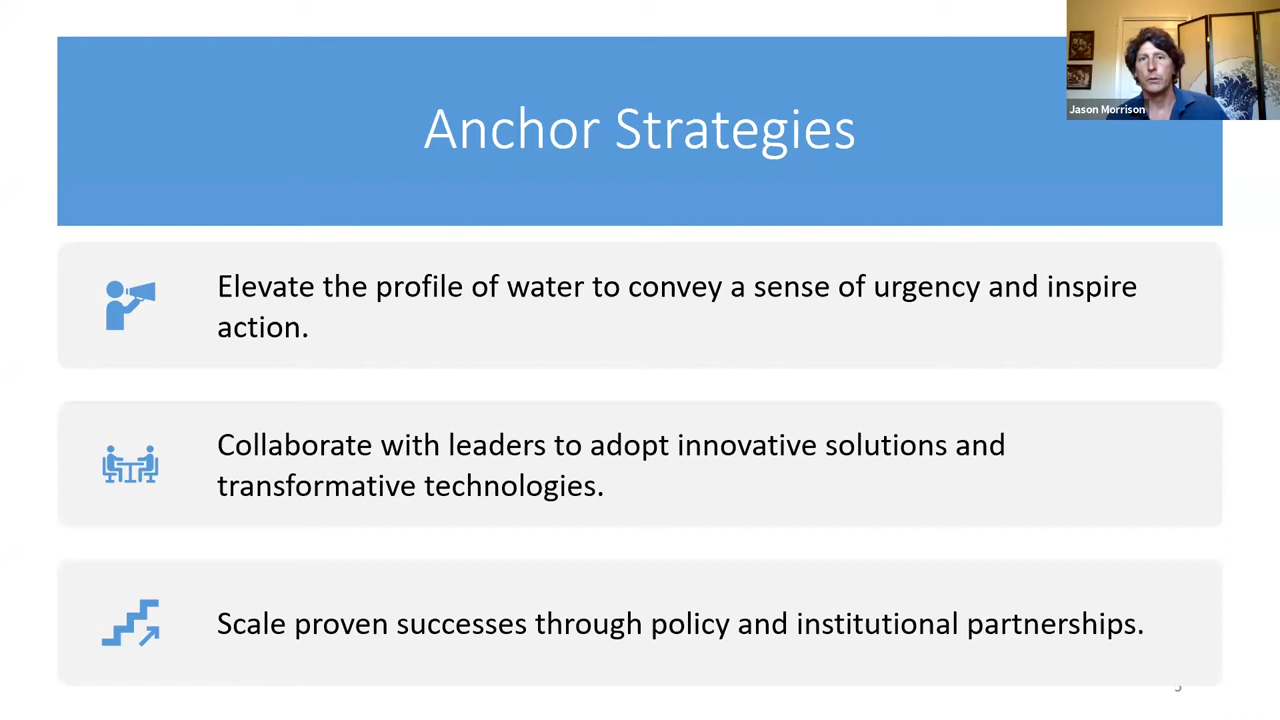 Anchor Strategies
Jason Morrison
Elevate the profile of water to convey a sense of urgency and inspire
action.
Collaborate with leaders to adopt innovative solutions and
transformative technologies.
Scale proven successes through policy and institutional partnerships.